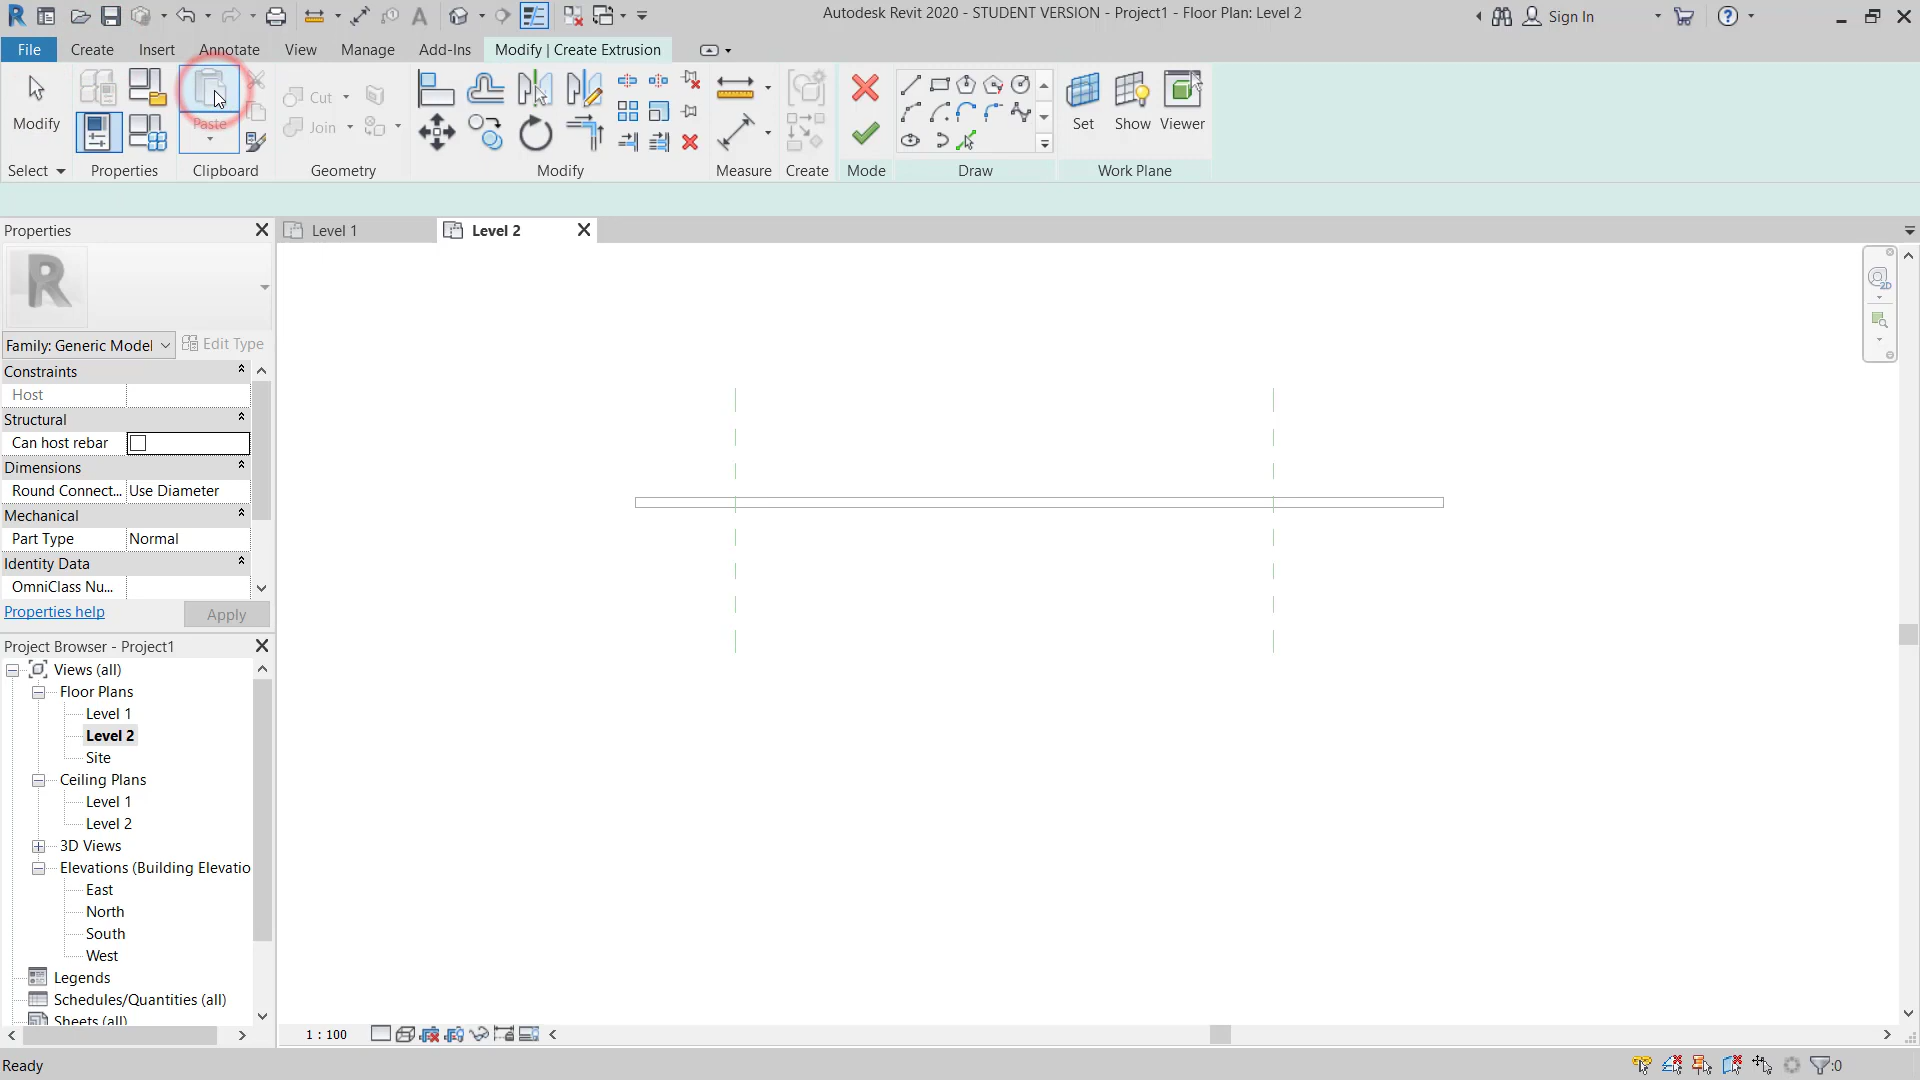 Autodesk Revit 2020 - STUDENT VERSION - Project1 - Floor Plan: Level 2
Sign In
File Create Insert Annotate View Manage Add-Ins Modify | Create Extrusion
Modify Paste Cut Join Set Show Viewer
Select Properties Clipboard Geometry Modify Measure Create Mode Draw Work Plane
Properties
Level 1
Level 2
R
Family: Generic Model
Edit Type
Constraints
Host
Structural
Can host rebar
Dimensions
Round Connect... Use Diameter
Mechanical
Part Type Normal
Identity Data
OmniClass Nu...
Properties help
Apply
Project Browser - Project1
Views (all)
Floor Plans
Level 1
Level 2
Site
Ceiling Plans
Level 1
Level 2
3D Views
Elevations (Building Elevatio
East
North
South
West
Legends
Schedules/Quantities (all)
Sheets (all)
1 : 100
Ready
:0
2D